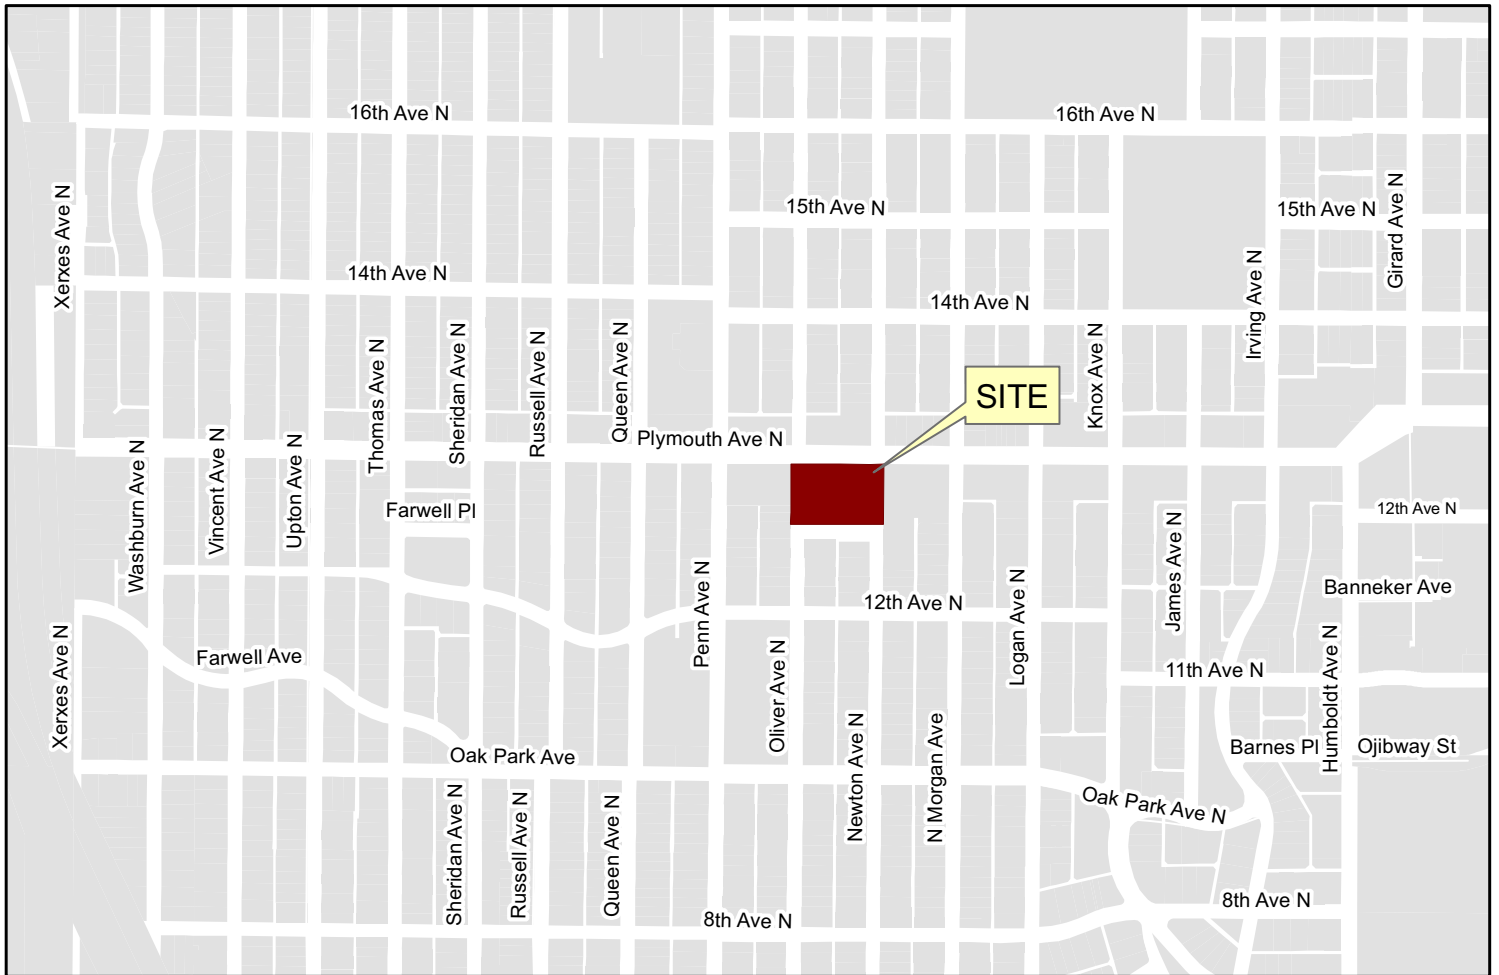 16th Ave N
16th Ave N
Xerxes Ave N
15th Ave N
15th Ave N
Girard Ave N
14th Ave N
14th Ave N
Irving Ave N
Thomas Ave N
Sheridan Ave N
Russell Ave N
Queen Ave N
Knox Ave N
SITE
Plymouth Ave N
Washburn Ave N
Vincent Ave N
Upton Ave N
Farwell Pl
12th Ave N
James Ave N
Banneker Ave
Penn Ave N
12th Ave N
Logan Ave N
Xerxes Ave N
Farwell Ave
Oliver Ave N
11th Ave N
Humboldt Ave N
Oak Park Ave
Newton Ave N
N Morgan Ave
Barnes Pl
Ojibway St
Oak Park Ave N
Sheridan Ave N
Russell Ave N
Queen Ave N
8th Ave N
8th Ave N